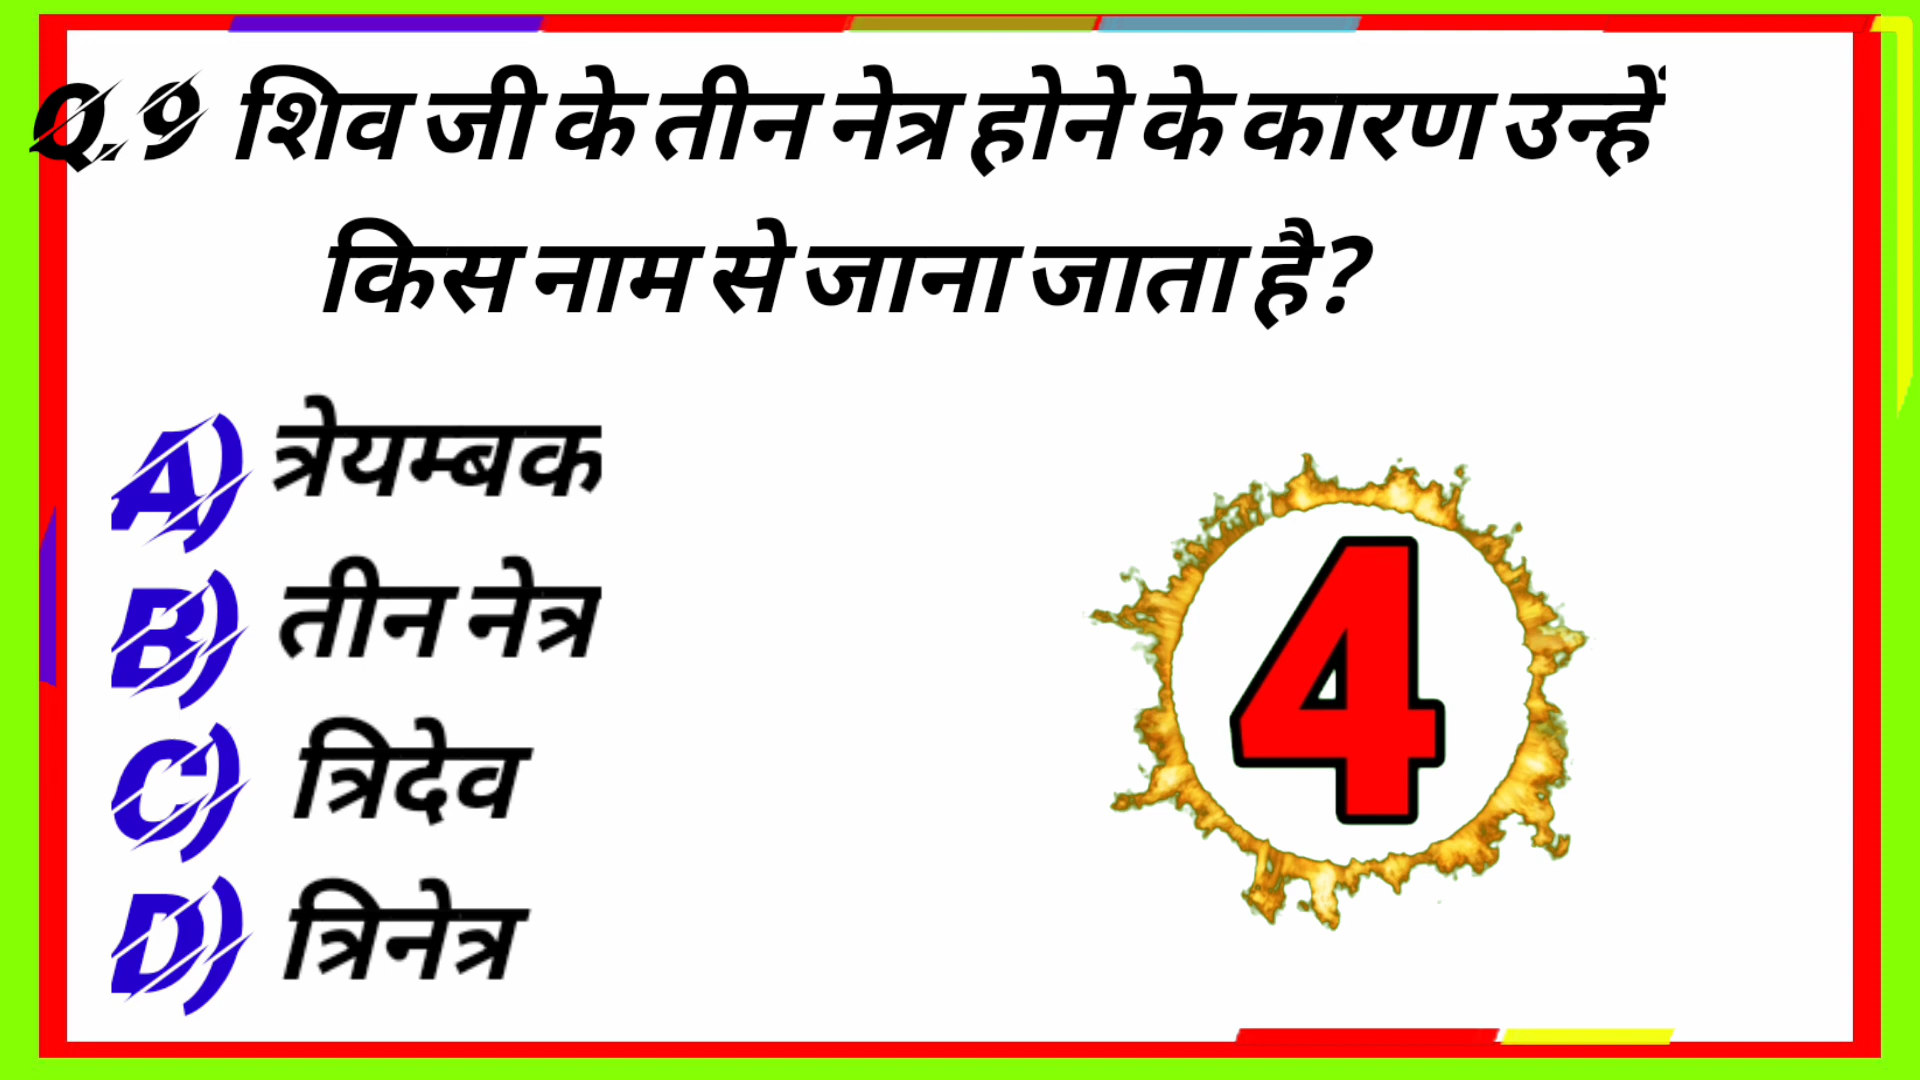 Q.9 शिव जी के तीन नेत्र होने के कारण उन्हें
किस नाम से जाना जाता है?
A) त्रेयम्बक
B) तीन नेत्र
C) त्रिदेव
D) त्रिनेत्र
4